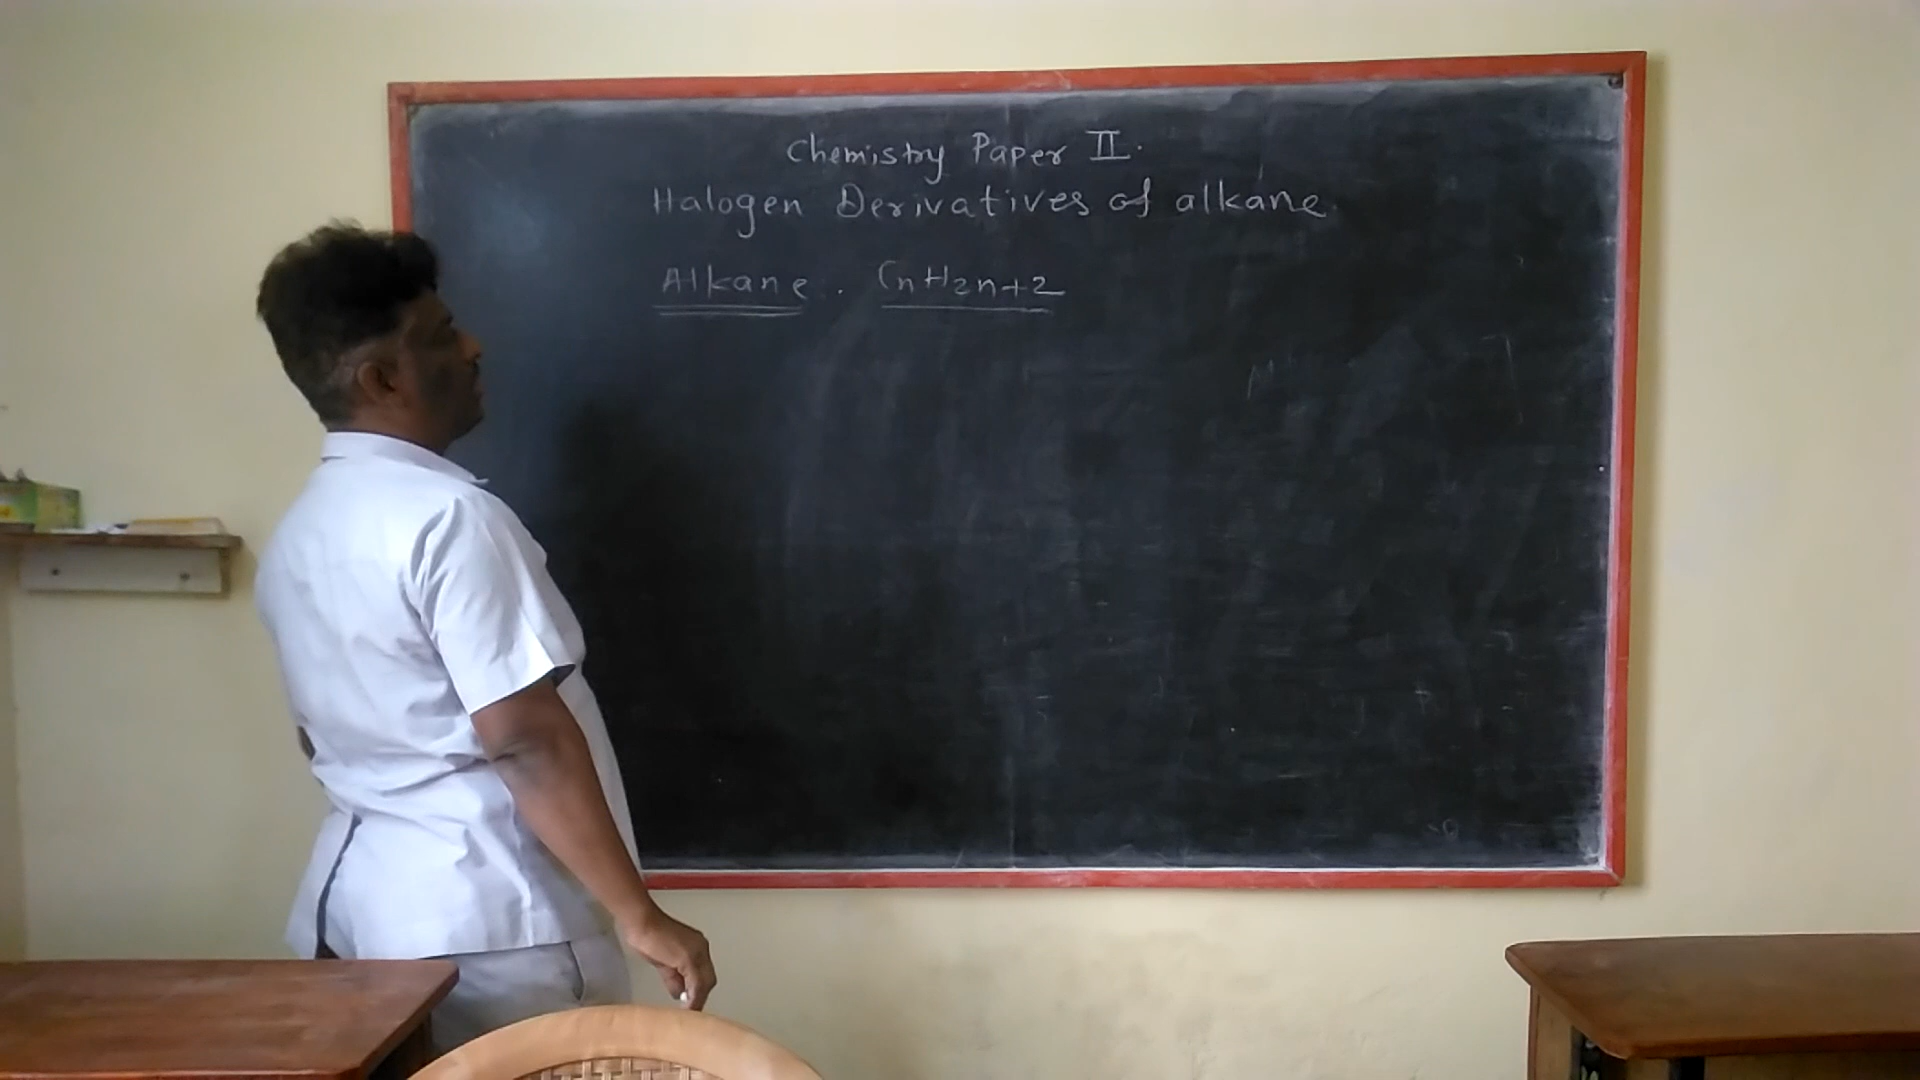 Chemistry Paper II.
Halogen Derivatives of alkane.
Alkane. CnH2n+2